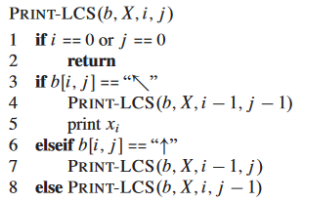 PRINT-LCS(b, X, i, j)
1 if i == 0 or j == 0
2 return
3 if b[i, j] == “↖”
4 PRINT-LCS(b, X, i − 1, j − 1)
5 print xᵢ
6 elseif b[i, j] == “↑”
7 PRINT-LCS(b, X, i − 1, j)
8 else PRINT-LCS(b, X, i, j − 1)